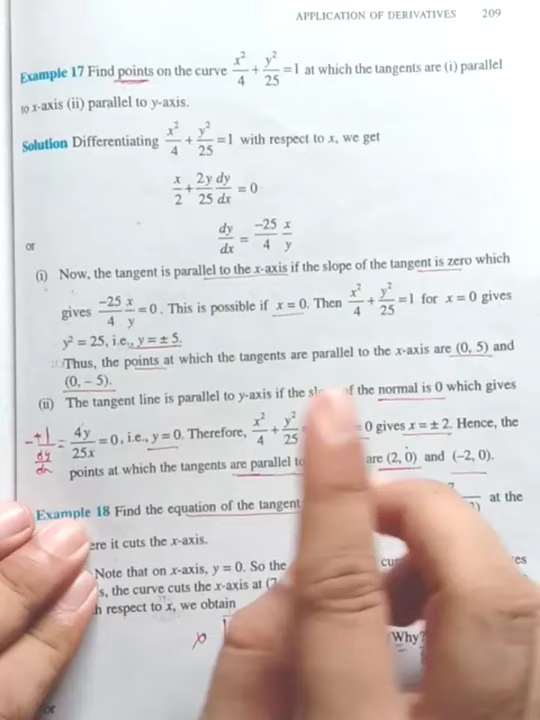 APPLICATION OF DERIVATIVES 209
Example 17 Find points on the curve x²/4 + y²/25 = 1 at which the tangents are (i) parallel
to x-axis (ii) parallel to y-axis.
Solution Differentiating x²/4 + y²/25 = 1 with respect to x, we get
x/2 + 2y/25 dy/dx = 0
or dy/dx = -25/4 x/y
(i) Now, the tangent is parallel to the x-axis if the slope of the tangent is zero which
gives -25/4 x/y = 0. This is possible if x = 0. Then x²/4 + y²/25 = 1 for x = 0 gives
y² = 25, i.e., y = ± 5.
Thus, the points at which the tangents are parallel to the x-axis are (0, 5) and
(0, – 5).
(ii) The tangent line is parallel to y-axis if the of the normal is 0 which gives
4y/25x = 0, i.e., y = 0. Therefore, x²/4 + y²/25 0 gives x = ± 2. Hence, the
points at which the tangents are parallel to are (2, 0) and (–2, 0).
Example 18 Find the equation of the tangent at the
it cuts the x-axis.
Note that on x-axis, y = 0. So the
the curve cuts the x-axis at
respect to x, we obtain
Why?
or